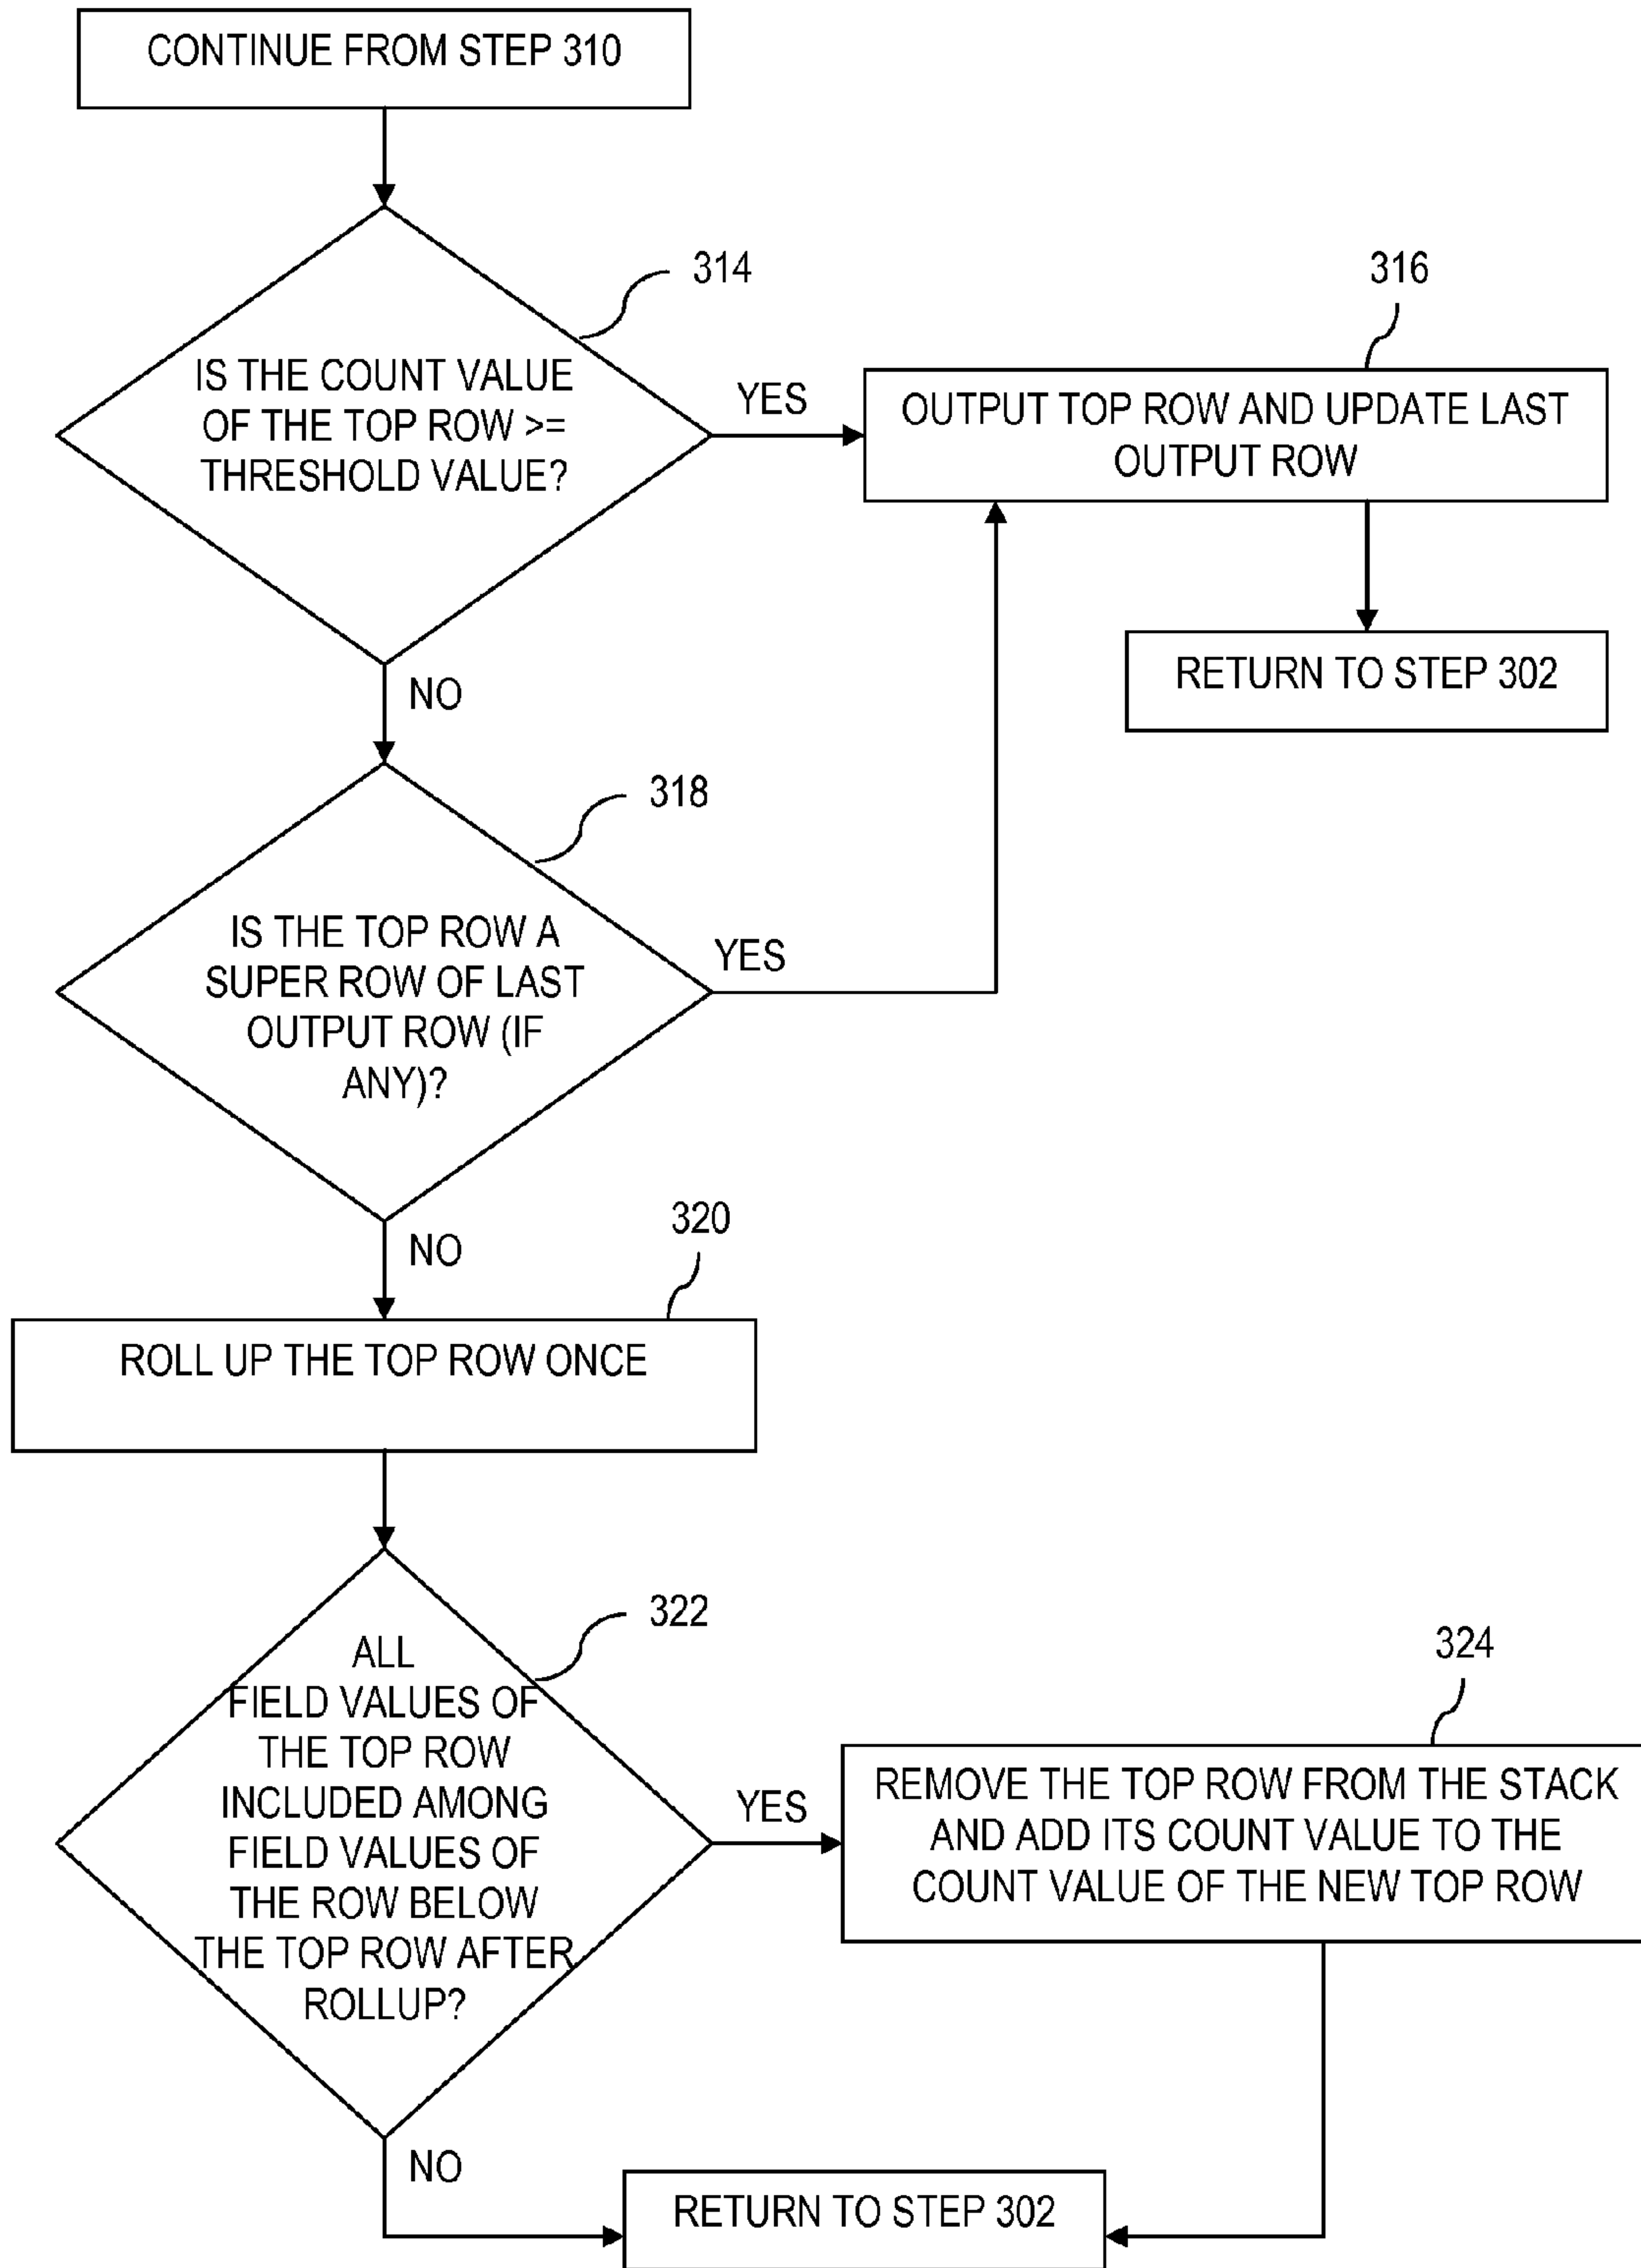 CONTINUE FROM STEP 310
314
316
IS THE COUNT VALUE
OF THE TOP ROW >=
THRESHOLD VALUE?
YES
OUTPUT TOP ROW AND UPDATE LAST
OUTPUT ROW
RETURN TO STEP 302
NO
318
IS THE TOP ROW A
SUPER ROW OF LAST
OUTPUT ROW (IF
ANY)?
YES
NO
320
ROLL UP THE TOP ROW ONCE
322
ALL
FIELD VALUES OF
THE TOP ROW
INCLUDED AMONG
FIELD VALUES OF
THE ROW BELOW
THE TOP ROW AFTER
ROLLUP?
YES
324
REMOVE THE TOP ROW FROM THE STACK
AND ADD ITS COUNT VALUE TO THE
COUNT VALUE OF THE NEW TOP ROW
NO
RETURN TO STEP 302